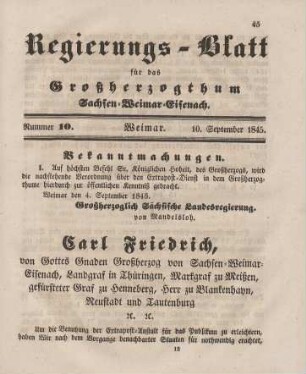 45
Regierungs-Blatt
für das
Großherzogthum
Sachsen-Weimar-Eisenach.
Nummer 10. Weimar. 10. September 1845.
Bekanntmachungen.
I. Auf höchsten Befehl Sr. Königlichen Hoheit, des Großherzogs, wird
die nachstehende Verordnung über den Extrapost-Dienst in dem Großherzog-
thume hierdurch zur öffentlichen Kenntniß gebracht.
Weimar den 4. September 1845.
Großherzoglich Sächsische Landesregierung.
von Mandelsloh.
Carl Friedrich,
von Gottes Gnaden Großherzog von Sachsen-Weimar-
Eisenach, Landgraf in Thüringen, Markgraf zu Meißen,
gefürsteter Graf zu Henneberg, Herr zu Blankenhayn,
Neustadt und Tautenburg
ꝛc. ꝛc.
Um die Benutzung der Extrapost-Anstalt für das Publikum zu erleichtern,
haben Wir nach dem Vorgange benachbarter Staaten für nothwendig erachtet,
12